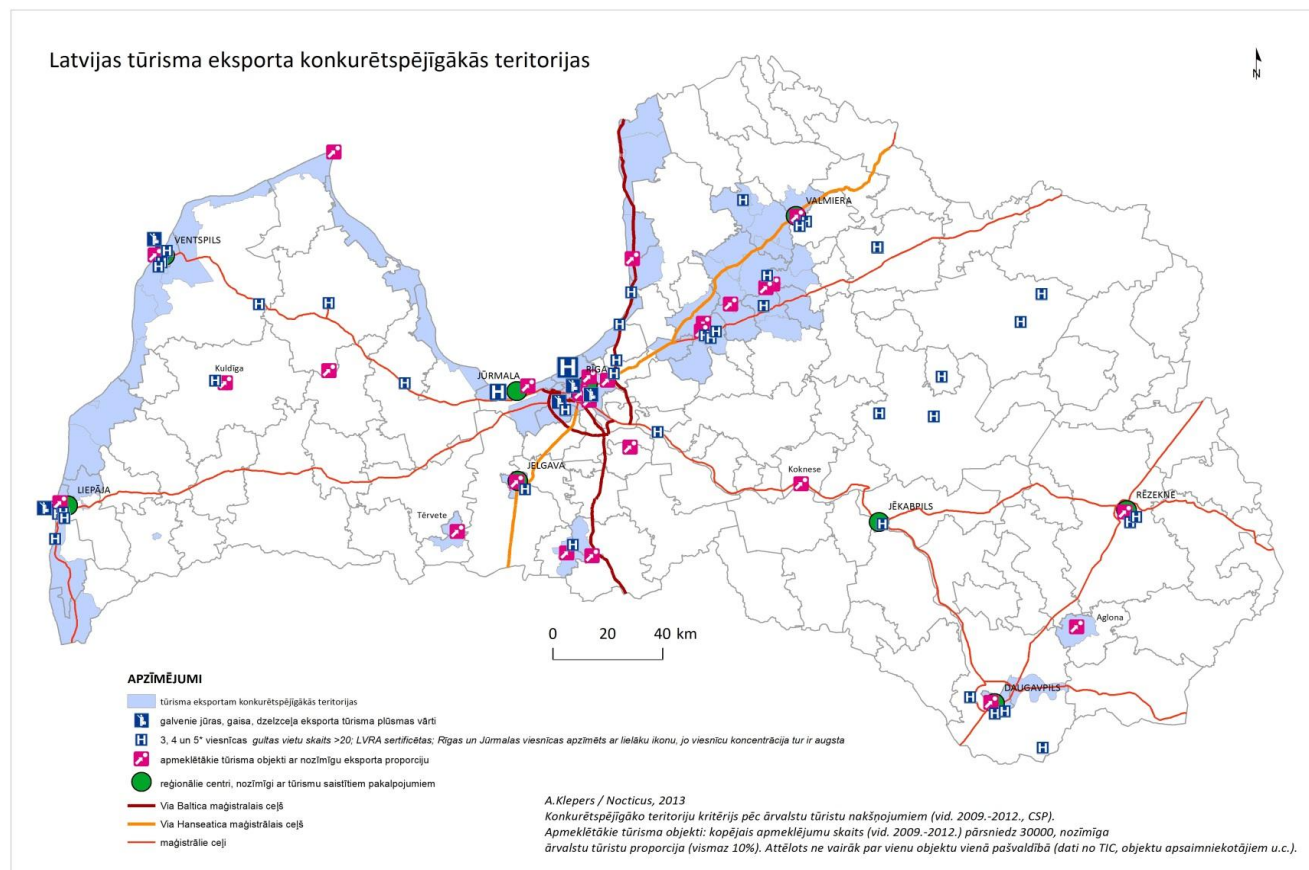 Latvijas tūrisma eksporta konkurētspējīgākās teritorijas
N
VALMIERA
VENTSPILS
Kuldīga
JŪRMALA
RĪGA
LIEPĀJA
JELGAVA
Koknese
Tērvete
JĒKABPILS
RĒZEKNE
Aglona
DAUGAVPILS
0 20 40 km
APZĪMĒJUMI
tūrisma eksportam konkurētspējīgākās teritorijas
galvenie jūras, gaisa, dzelzceļa eksporta tūrisma plūsmas vārti
3, 4 un 5* viesnīcas gultas vietu skaits >20; LVRA sertificētas; Rīgas un Jūrmalas viesnīcas apzīmēts ar lielāku ikonu, jo viesnīcu koncentrācija tur ir augsta
apmeklētākie tūrisma objekti ar nozīmīgu eksporta proporciju
reģionālie centri, nozīmīgi ar tūrismu saistītiem pakalpojumiem
Via Baltica maģistralais ceļš
Via Hanseatica maģistrālais ceļš
maģistrālie ceļi
A.Klepers / Nocticus, 2013
Konkurētspējīgāko teritoriju kritērijs pēc ārvalstu tūristu nakšņojumiem (vid. 2009.-2012., CSP).
Apmeklētākie tūrisma objekti: kopējais apmeklējumu skaits (vid. 2009.-2012.) pārsniedz 30000, nozīmīga
ārvalstu tūristu proporcija (vismaz 10%). Attēlots ne vairāk par vienu objektu vienā pašvaldībā (dati no TIC, objektu apsaimniekotājiem u.c.).